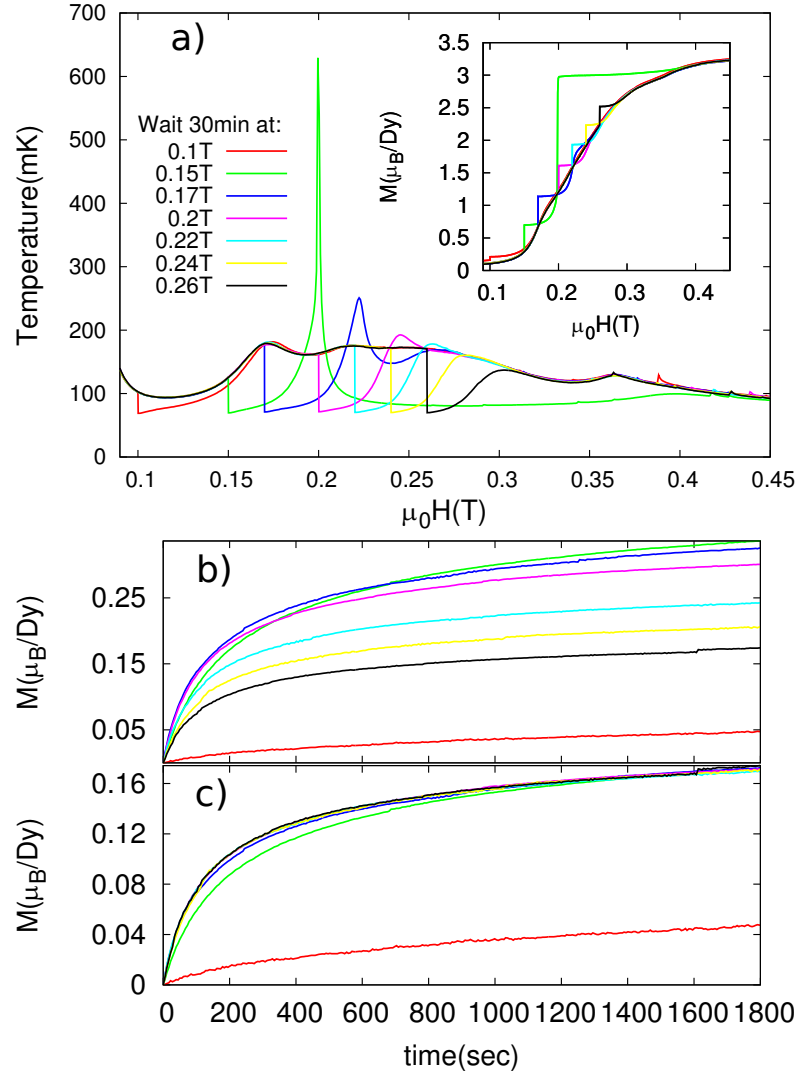 700
600
500
400
300
200
100
0
Temperature(mK)
a)
Wait 30min at:
0.1T
0.15T
0.17T
0.2T
0.22T
0.24T
0.26T
3.5
3
2.5
2
1.5
1
0.5
0
M(μB/Dy)
0.1 0.2 0.3 0.4
μ0H(T)
0.1 0.15 0.2 0.25 0.3 0.35 0.4 0.45
μ0H(T)
b)
0.25
0.15
0.05
M(μB/Dy)
c)
0.16
0.12
0.08
0.04
0
M(μB/Dy)
0 200 400 600 800 1000 1200 1400 1600 1800
time(sec)